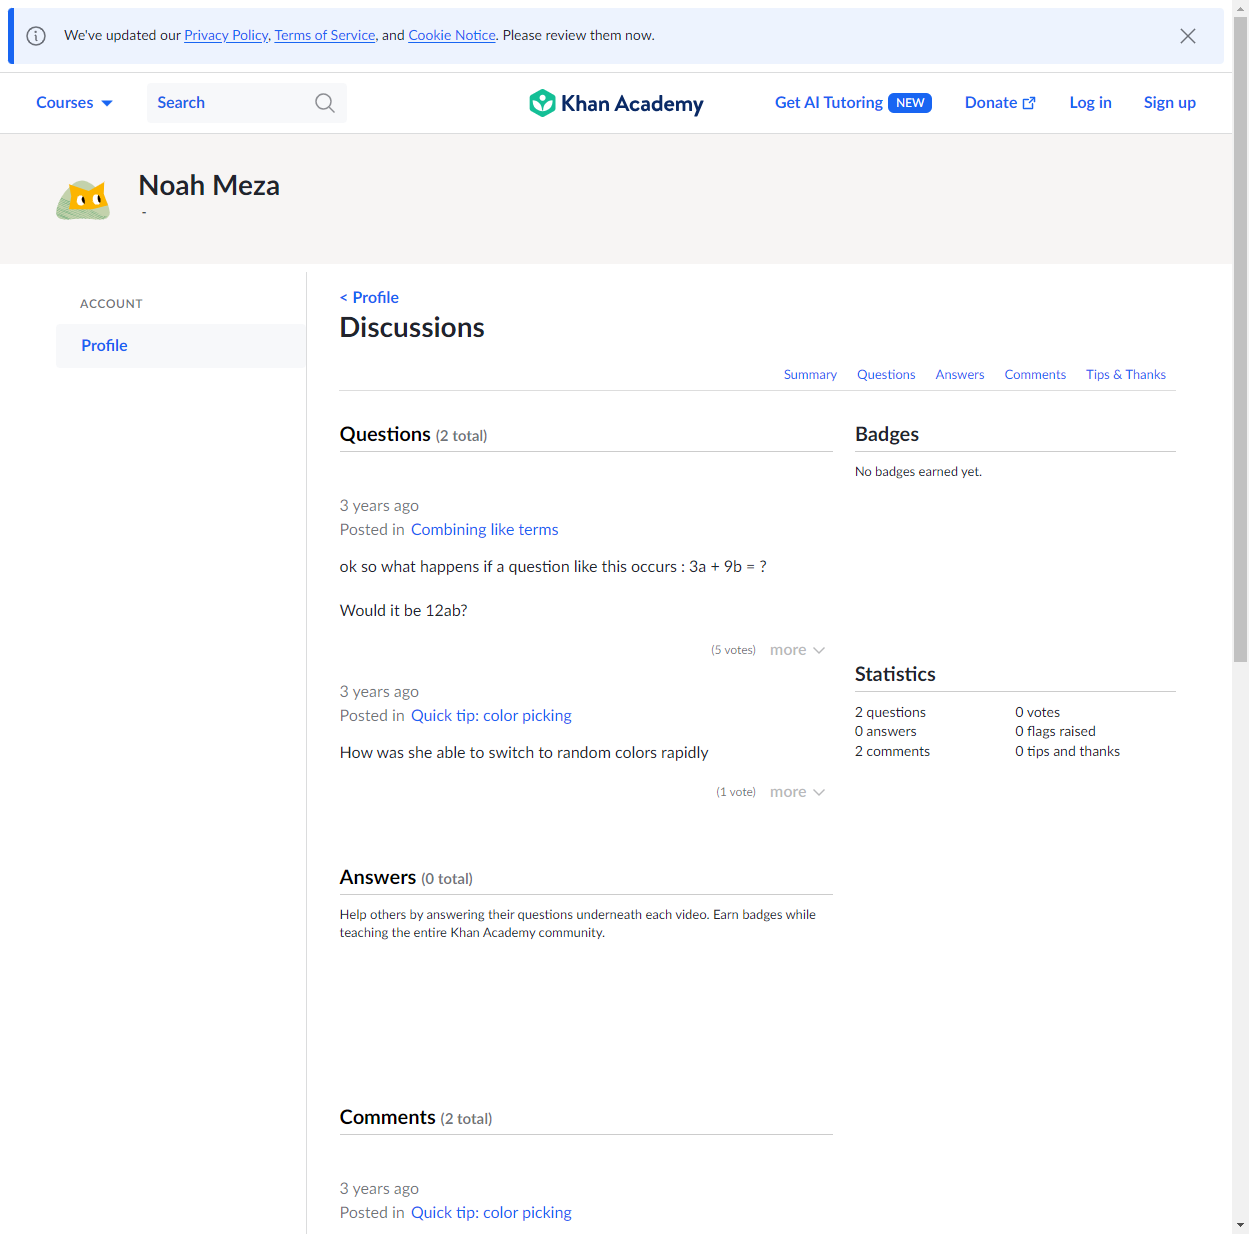 We've updated our Privacy Policy, Terms of Service, and Cookie Notice. Please review them now.
Courses
Search
Khan Academy
Get AI Tutoring NEW
Donate
Log in
Sign up
Noah Meza
-
ACCOUNT
Profile
< Profile
Discussions
Summary
Questions
Answers
Comments
Tips & Thanks
Questions (2 total)
3 years ago
Posted in Combining like terms
ok so what happens if a question like this occurs : 3a + 9b = ?
Would it be 12ab?
(5 votes) more
3 years ago
Posted in Quick tip: color picking
How was she able to switch to random colors rapidly
(1 vote) more
Answers (0 total)
Help others by answering their questions underneath each video. Earn badges while
teaching the entire Khan Academy community.
Comments (2 total)
3 years ago
Posted in Quick tip: color picking
Badges
No badges earned yet.
Statistics
2 questions
0 answers
2 comments
0 votes
0 flags raised
0 tips and thanks